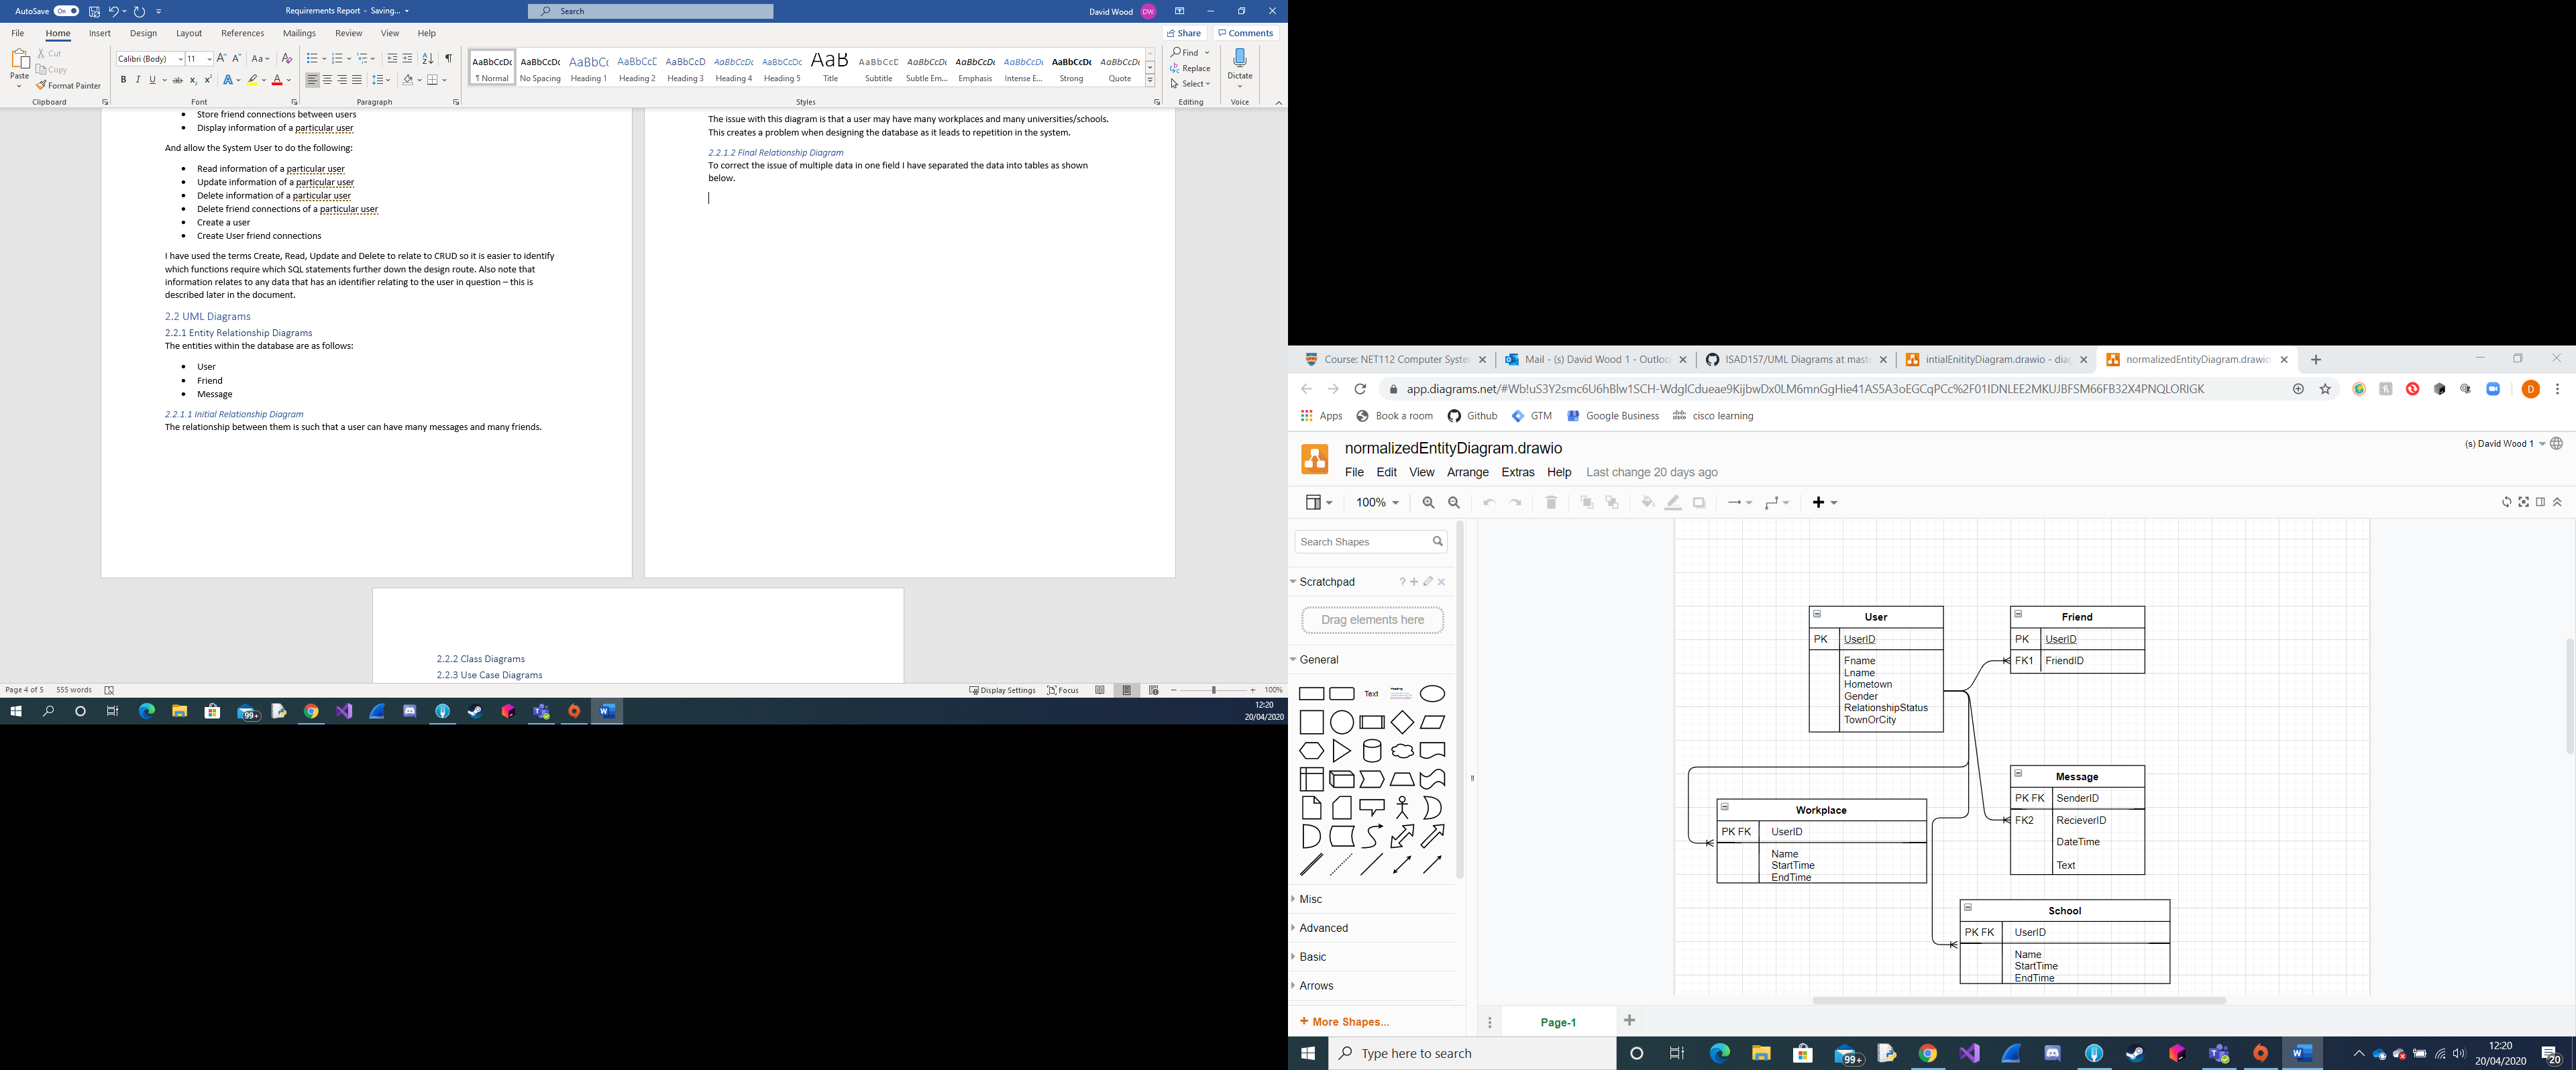 AutoSave On
Requirements Report - Saving...
Search
David Wood
DW
File Home Insert Design Layout References Mailings Review View Help
Share Comments
Paste
Cut
Copy
Format Painter
Clipboard
Calibri (Body) 11
Font
Paragraph
AaBbCcDc AaBbCcDc AaBbCc AaBbCcE AaBbCcD AaBbCcDc AaBbCcDc AaB AaBbCcD AaBbCcDt AaBbCcDt AaBbCcDt AaBbCcDc AaBbCcDt
¶ Normal No Spacing Heading 1 Heading 2 Heading 3 Heading 4 Heading 5 Title Subtitle Subtle Em... Emphasis Intense E... Strong Quote
Styles
Find
Replace
Select
Editing
Dictate
Voice
Store friend connections between users
Display information of a particular user
And allow the System User to do the following:
Read information of a particular user
Update information of a particular user
Delete information of a particular user
Delete friend connections of a particular user
Create a user
Create User friend connections
I have used the terms Create, Read, Update and Delete to relate to CRUD so it is easier to identify
which functions require which SQL statements further down the design route. Also note that
information relates to any data that has an identifier relating to the user in question – this is
described later in the document.
2.2 UML Diagrams
2.2.1 Entity Relationship Diagrams
The entities within the database are as follows:
User
Friend
Message
2.2.1.1 Initial Relationship Diagram
The relationship between them is such that a user can have many messages and many friends.
The issue with this diagram is that a user may have many workplaces and many universities/schools.
This creates a problem when designing the database as it leads to repetition in the system.
2.2.1.2 Final Relationship Diagram
To correct the issue of multiple data in one field I have separated the data into tables as shown
below.
2.2.2 Class Diagrams
2.2.3 Use Case Diagrams
Page 4 of 5 555 words
Display Settings Focus 100%
99+
12:20
20/04/2020
Course: NET112 Computer Syste
Mail - (s) David Wood 1 - Outloo
ISAD157/UML Diagrams at mast
intialEnitityDiagram.drawio - diag
normalizedEntityDiagram.drawio
app.diagrams.net/#Wb!uS3Y2smc6U6hBlw1SCH-WdglCdueae9KijbwDx0LM6mnGgHie41AS5A3oEGCqPCc%2F01IDNLEE2MKUJBFSM66FB32X4PNQLORIGK
D
Apps Book a room Github GTM Google Business cisco learning
normalizedEntityDiagram.drawio
(s) David Wood 1
File Edit View Arrange Extras Help Last change 20 days ago
100%
Search Shapes
Scratchpad
Drag elements here
General
Text
Misc
Advanced
Basic
Arrows
+ More Shapes...
User
PK UserID
Fname
Lname
Hometown
Gender
RelationshipStatus
TownOrCity
Friend
PK UserID
FK1 FriendID
Message
PK FK SenderID
FK2 RecieverID
DateTime
Text
Workplace
PK FK UserID
Name
StartTime
EndTime
School
PK FK UserID
Name
StartTime
EndTime
Page-1
Type here to search
99+
12:20
20/04/2020
20